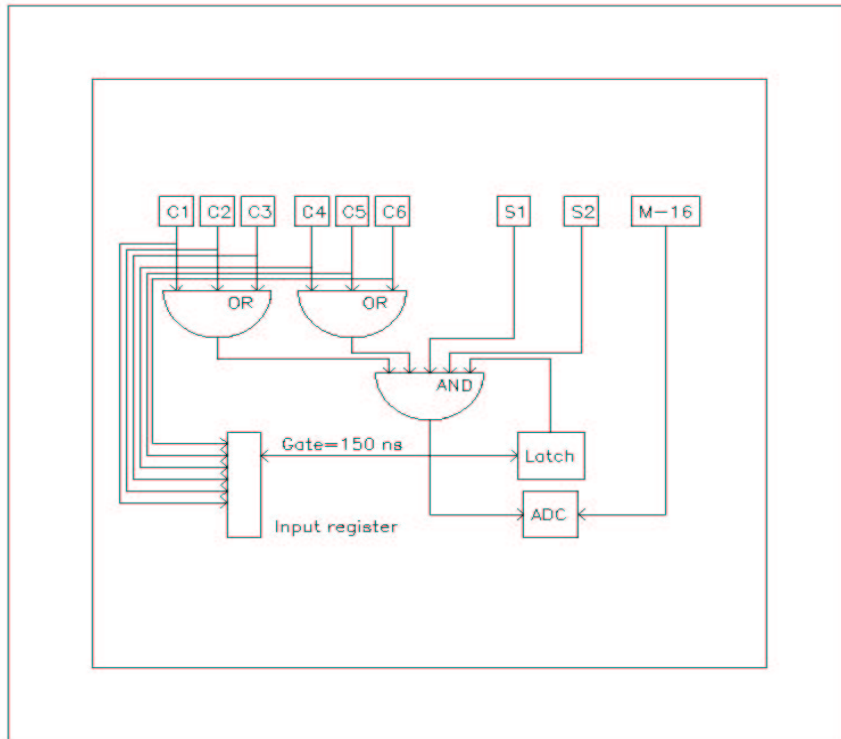 C1 C2 C3 C4 C5 C6 S1 S2 M-16
OR OR
AND
Gate=150 ns
Latch
ADC
Input register